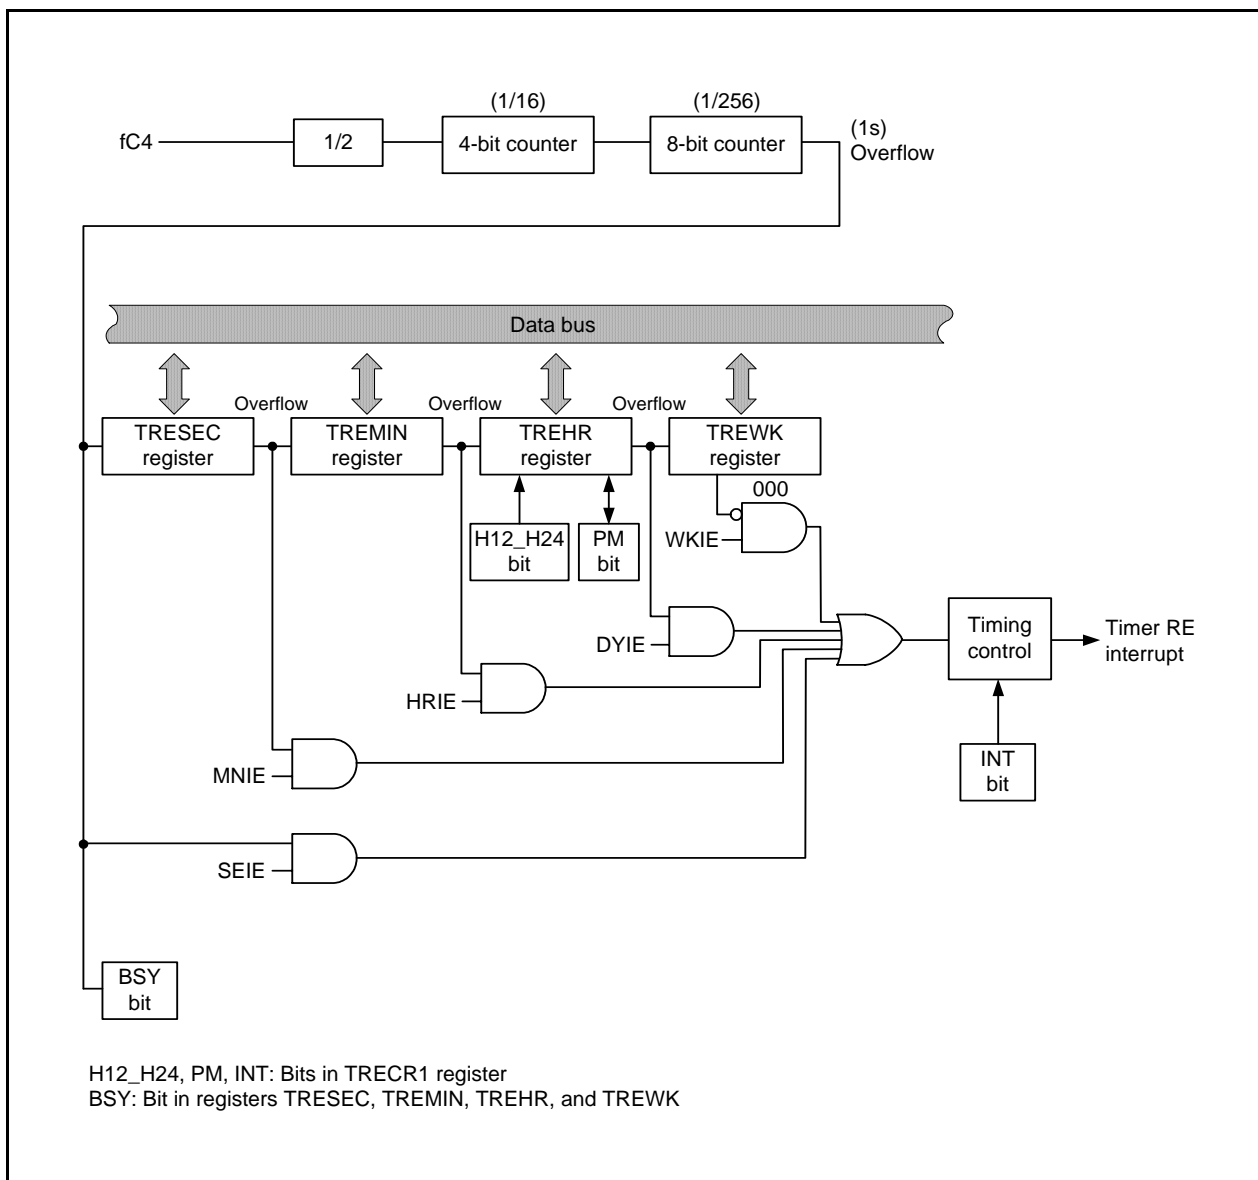 (1/16)
(1/256)
fC4
1/2
4-bit counter
8-bit counter
(1s)
Overflow
Data bus
Overflow
Overflow
Overflow
TRESEC
register
TREMIN
register
TREHR
register
TREWK
register
000
H12_H24
bit
PM
bit
WKIE
DYIE
HRIE
MNIE
SEIE
Timing
control
Timer RE
interrupt
INT
bit
BSY
bit
H12_H24, PM, INT: Bits in TRECR1 register
BSY: Bit in registers TRESEC, TREMIN, TREHR, and TREWK